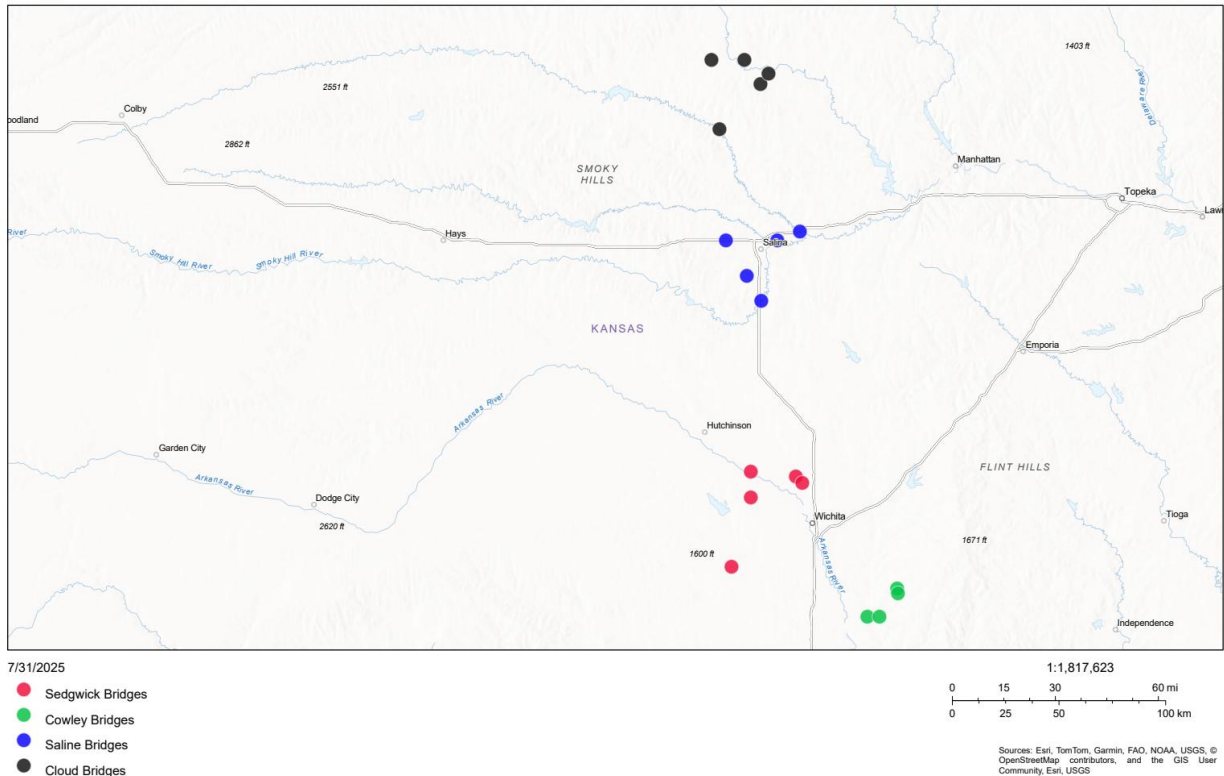 1403 ft
Delaware River
2551 ft
Colby
oodland
2862 ft
Manhattan
SMOKY
HILLS
Topeka
Law
Hays
Salina
River
Smoky Hill River
Smoky Hill River
KANSAS
Emporia
Arkansas River
Hutchinson
Garden City
FLINT HILLS
Arkansas River
Dodge City
Wichita
Tioga
2620 ft
1671 ft
1600 ft
Arkansas River
Independence
7/31/2025
1:1,817,623
Sedgwick Bridges
0 15 30 60 mi
Cowley Bridges
0 25 50 100 km
Saline Bridges
Cloud Bridges
Sources: Esri, TomTom, Garmin, FAO, NOAA, USGS, ©
OpenStreetMap contributors, and the GIS User
Community, Esri, USGS